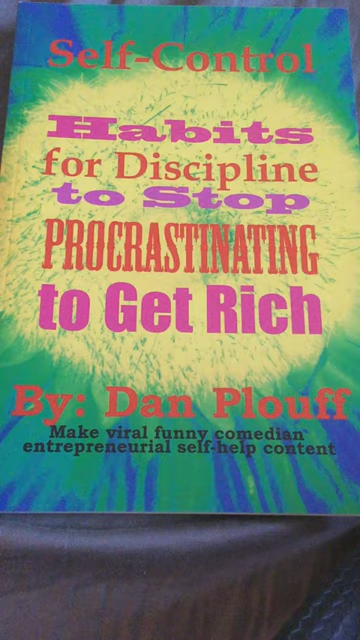 Self-Control
Habits
for Discipline
to Stop
PROCRASTINATING
to Get Rich
By: Dan Plouff
Make viral funny comedian
entrepreneurial self-help content